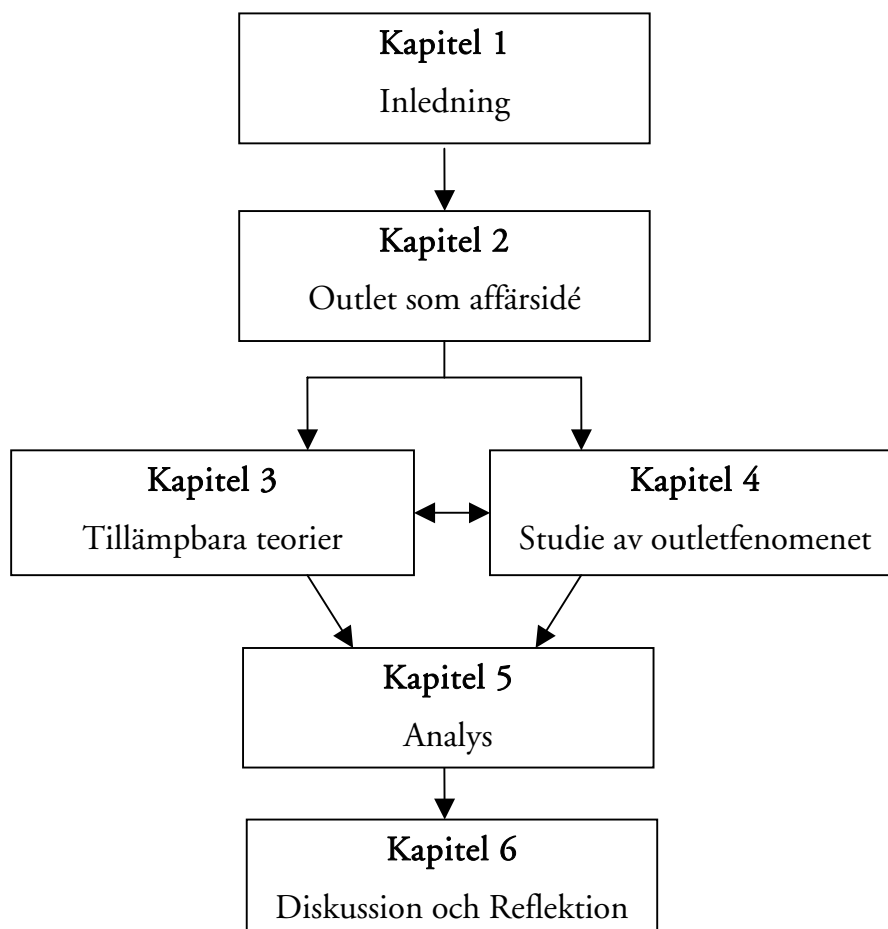 Kapitel 1
Inledning
Kapitel 2
Outlet som affärsidé
Kapitel 3
Tillämpbara teorier
Kapitel 4
Studie av outletfenomenet
Kapitel 5
Analys
Kapitel 6
Diskussion och Reflektion